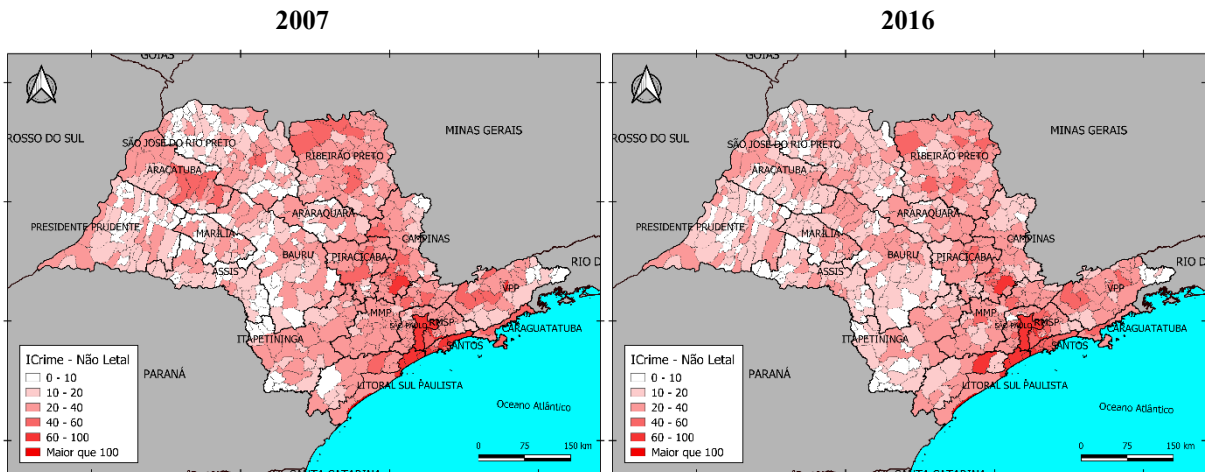 2007
2016
GOIÁS
MINAS GERAIS
ROSSO DO SUL
SÃO JOSÉ DO RIO PRETO
RIBEIRÃO PRETO
ARAÇATUBA
ARARAQUARA
PRESIDENTE PRUDENTE
MARÍLIA
CAMPINAS
BAURU
PIRACICABA
ASSIS
RIO D
VPP
MMP
SÃO PAULO
RMSP
CARAGUATATUBA
ITAPETININGA
SANTOS
PARANÁ
LITORAL SUL PAULISTA
Oceano Atlântico
ICrime - Não Letal
0 - 10
10 - 20
20 - 40
40 - 60
60 - 100
Maior que 100
0 75 150 km
GOIÁS
MINAS GERAIS
ROSSO DO SUL
SÃO JOSÉ DO RIO PRETO
RIBEIRÃO PRETO
ARAÇATUBA
ARARAQUARA
PRESIDENTE PRUDENTE
MARÍLIA
CAMPINAS
BAURU
PIRACICABA
ASSIS
RIO D
VPP
MMP
SÃO PAULO
RMSP
CARAGUATATUBA
ITAPETININGA
SANTOS
PARANÁ
LITORAL SUL PAULISTA
Oceano Atlântico
ICrime - Não Letal
0 - 10
10 - 20
20 - 40
40 - 60
60 - 100
Maior que 100
0 75 150 km